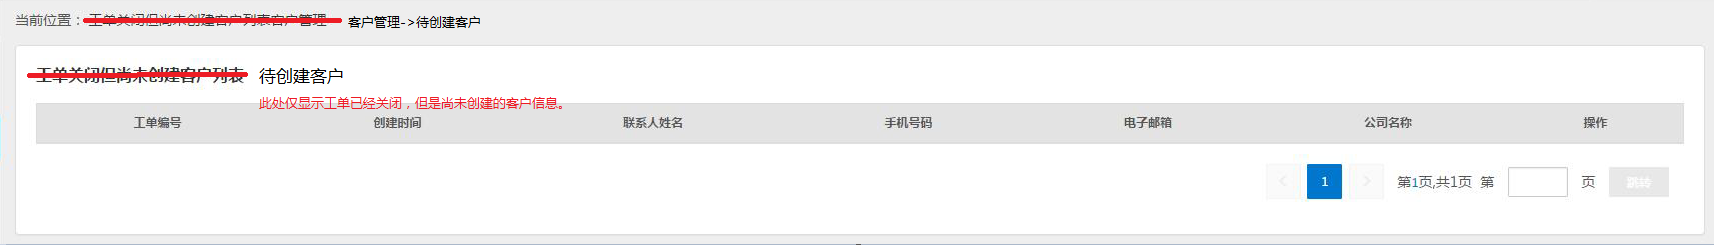 当前位置：工单关闭但尚未创建客户列表客户管理 客户管理->待创建客户
工单关闭但尚未创建客户列表 待创建客户
此处仅显示工单已经关闭，但是尚未创建的客户信息。
工单编号 创建时间 联系人姓名 手机号码 电子邮箱 公司名称 操作
< 1 > 第1页,共1页 第 页 跳转